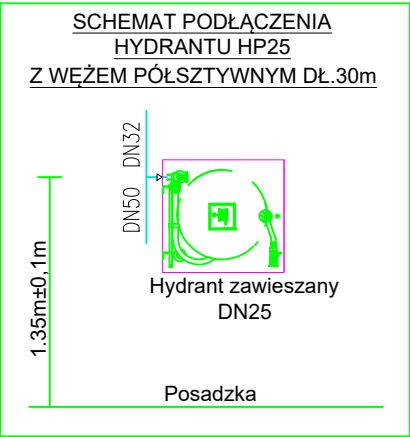 SCHEMAT PODŁĄCZENIA
HYDRANTU HP25
Z WĘŻEM PÓŁSZTYWNYM DŁ.30m
DN50 DN32
1.35m±0,1m
Hydrant zawieszany
DN25
Posadzka